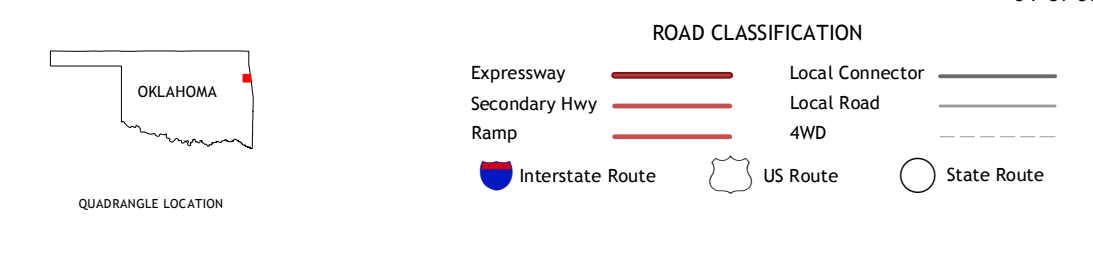 ROAD CLASSIFICATION
Expressway
Local Connector
OKLAHOMA
Secondary Hwy
Local Road
Ramp
4WD
Interstate Route
US Route
State Route
QUADRANGLE LOCATION